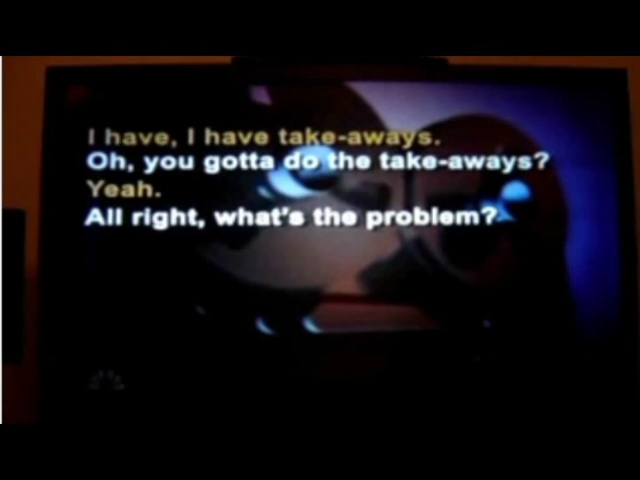 I have, I have take-aways.
Oh, you gotta do the take-aways?
Yeah.
All right, what's the problem?